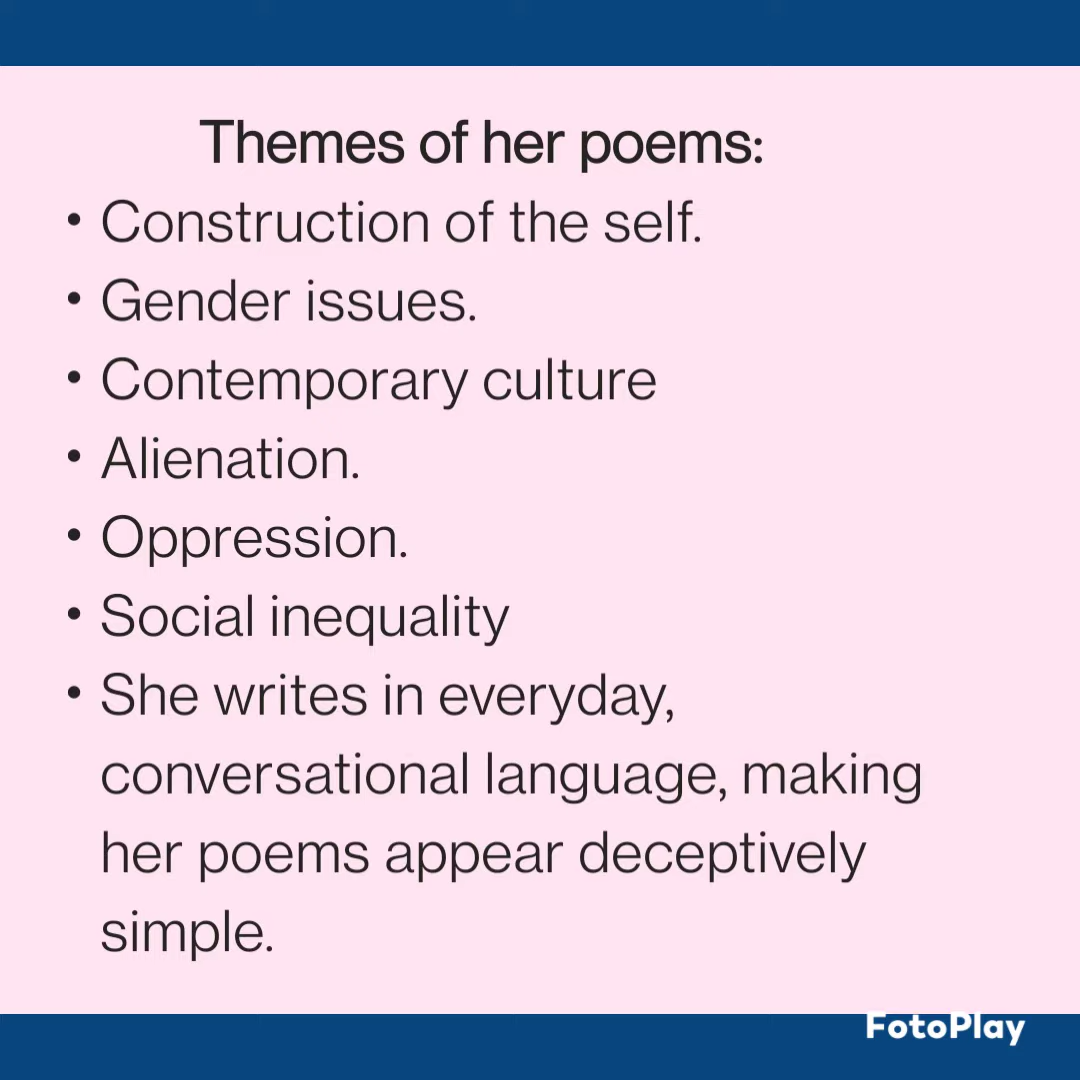 Themes of her poems:
• Construction of the self.
• Gender issues.
• Contemporary culture
• Alienation.
• Oppression.
• Social inequality
• She writes in everyday,
conversational language, making
her poems appear deceptively
simple.
FotoPlay